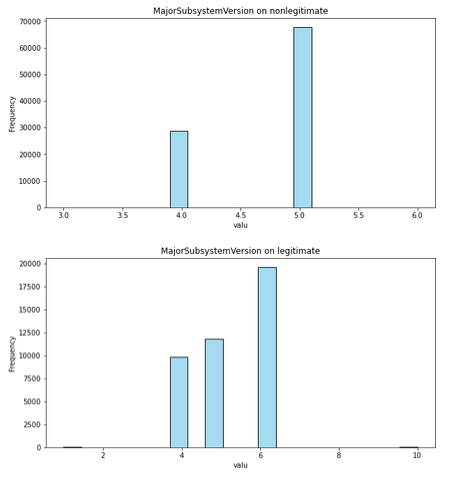 MajorSubsystemVersion on nonlegitimate
70000
60000
50000
40000
30000
20000
10000
0
Frequency
3.0 3.5 4.0 4.5 5.0 5.5 6.0
valu
MajorSubsystemVersion on legitimate
20000
17500
15000
12500
10000
7500
5000
2500
0
Frequency
2 4 6 8 10
valu